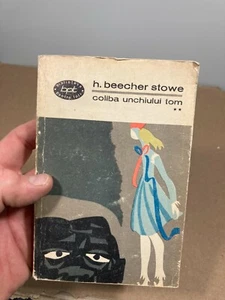 h. beecher stowe
bpt
coliba unchiului tom
**